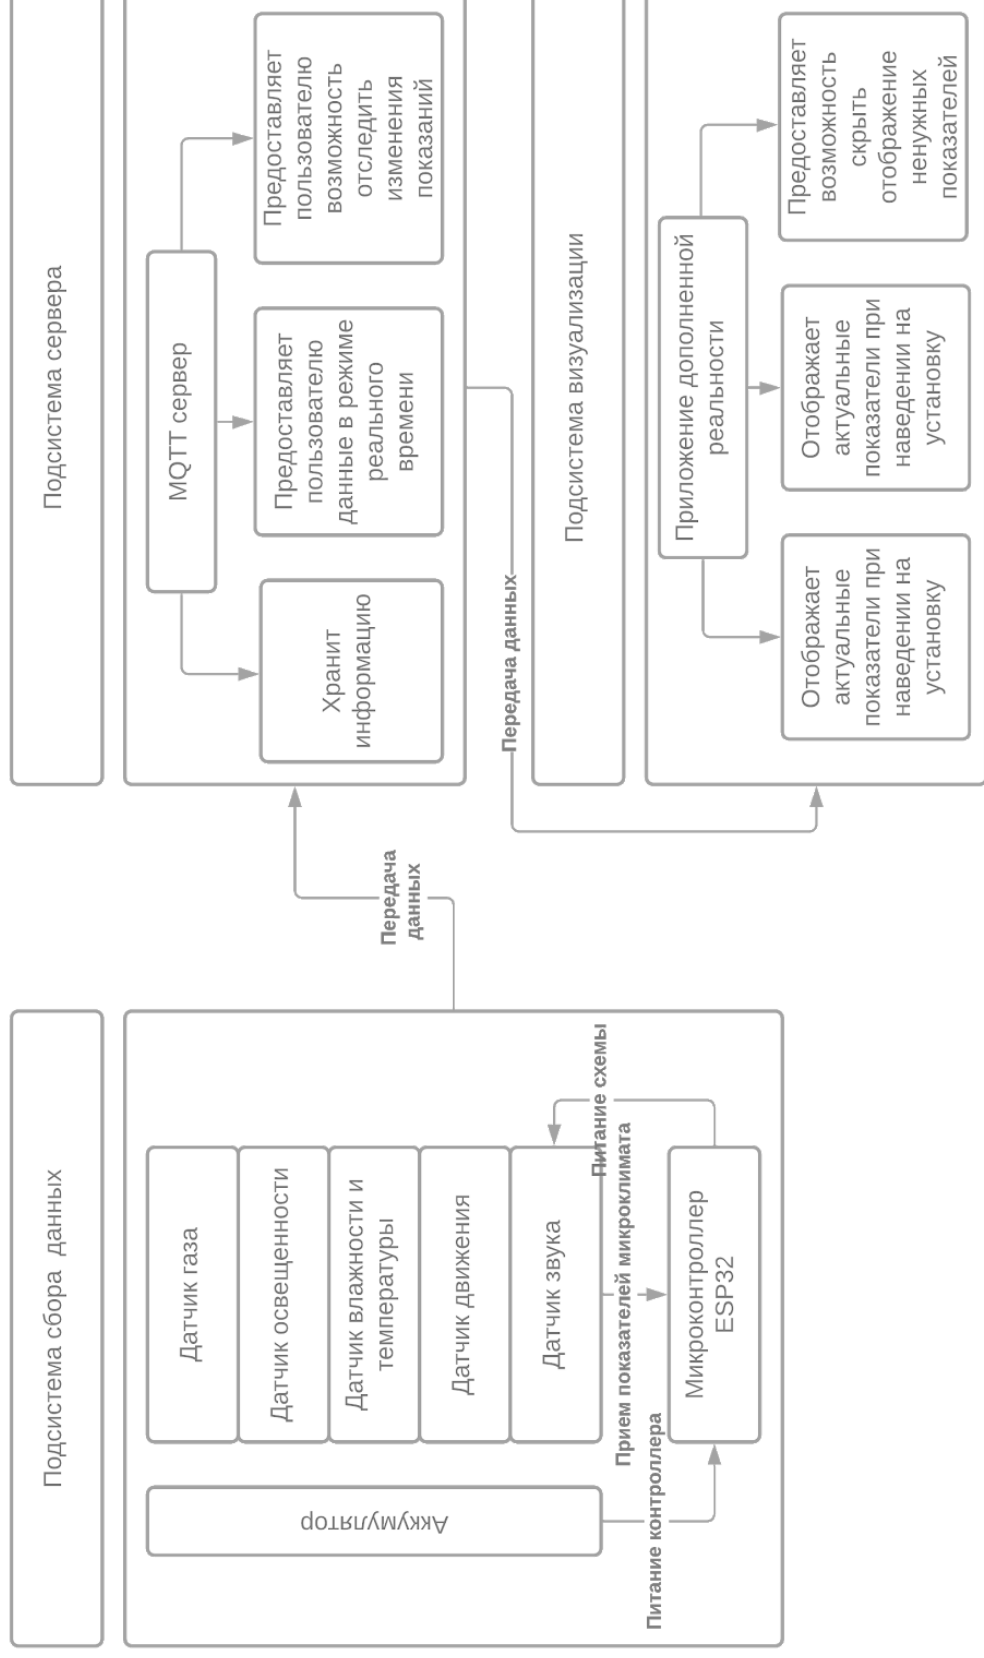 Подсистема сбора данных
Аккумулятор
Датчик газа
Датчик освещенности
Датчик влажности и
температуры
Датчик движения
Датчик звука
Питание схемы
Прием показателей микроклимата
Питание контроллера
Микроконтроллер
ESP32
Передача
данных
Подсистема сервера
MQTT сервер
Хранит
информацию
Предоставляет
пользователю
данные в режиме
реального
времени
Предоставляет
пользователю
возможность
отследить
изменения
показаний
Передача данных
Подсистема визуализации
Приложение дополненной
реальности
Отображает
актуальные
показатели при
наведении на
установку
Отображает
актуальные
показатели при
наведении на
установку
Предоставляет
возможность
скрыть
отображение
ненужных
показателей